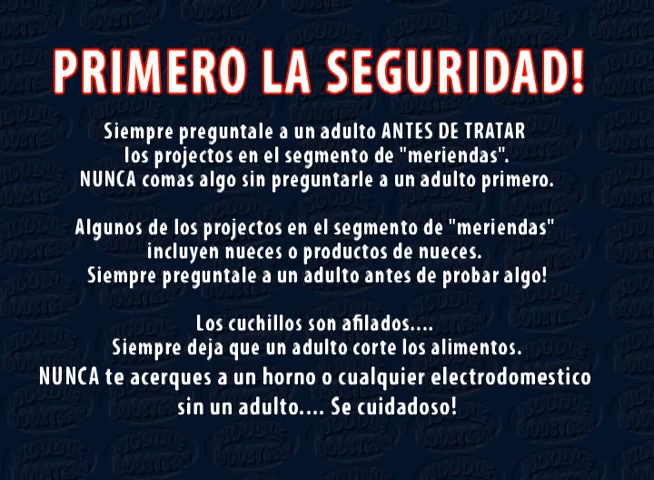 PRIMERO LA SEGURIDAD!
Siempre preguntale a un adulto ANTES DE TRATAR
los projectos en el segmento de "meriendas".
NUNCA comas algo sin preguntarle a un adulto primero.
Algunos de los projectos en el segmento de "meriendas"
incluyen nueces o productos de nueces.
Siempre preguntale a un adulto antes de probar algo!
Los cuchillos son afilados....
Siempre deja que un adulto corte los alimentos.
NUNCA te acerques a un horno o cualquier electrodomestico
sin un adulto.... Se cuidadoso!